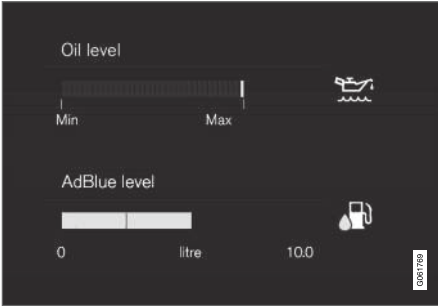 Oil level
Min Max
AdBlue level
0 litre 10.0
G061769